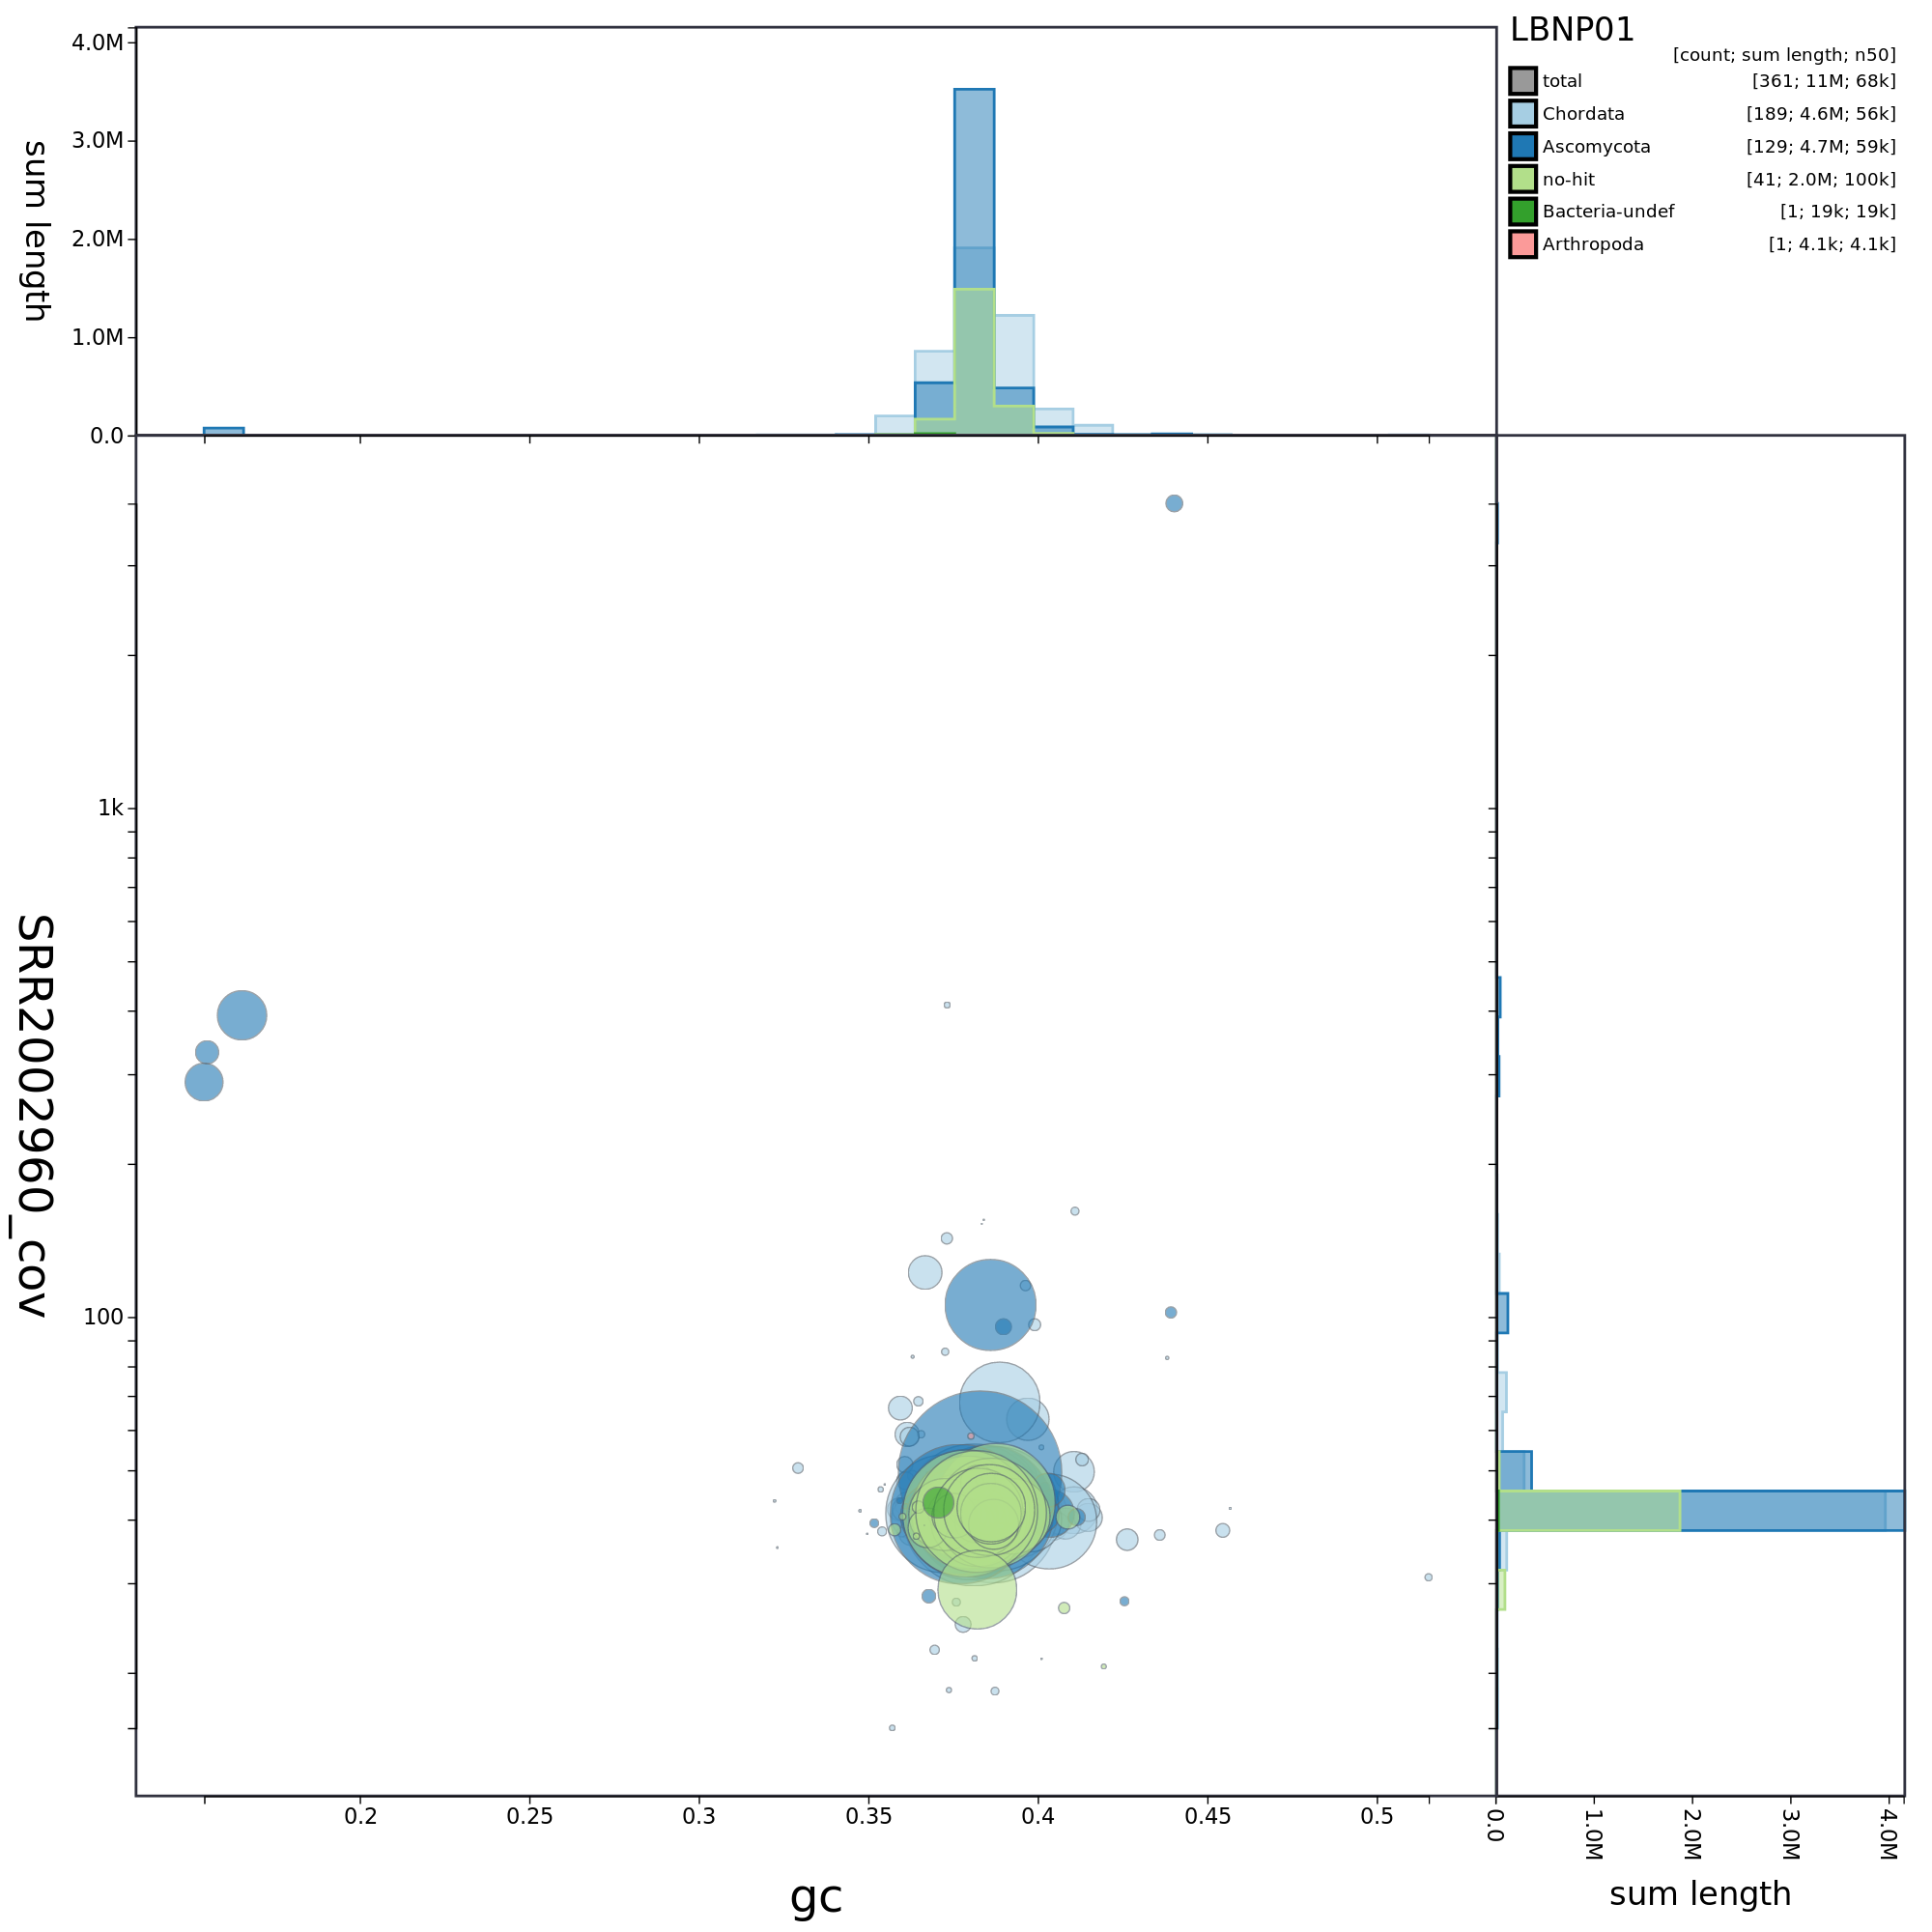 LBNP01
[count; sum length; n50]
total [361; 11M; 68k]
Chordata [189; 4.6M; 56k]
Ascomycota [129; 4.7M; 59k]
no-hit [41; 2.0M; 100k]
Bacteria-undef [1; 19k; 19k]
Arthropoda [1; 4.1k; 4.1k]
sum length
4.0M
3.0M
2.0M
1.0M
0.0
SRR2002960_cov
1k
100
0.2 0.25 0.3 0.35 0.4 0.45 0.5
gc
0.0 1.0M 2.0M 3.0M 4.0M
sum length